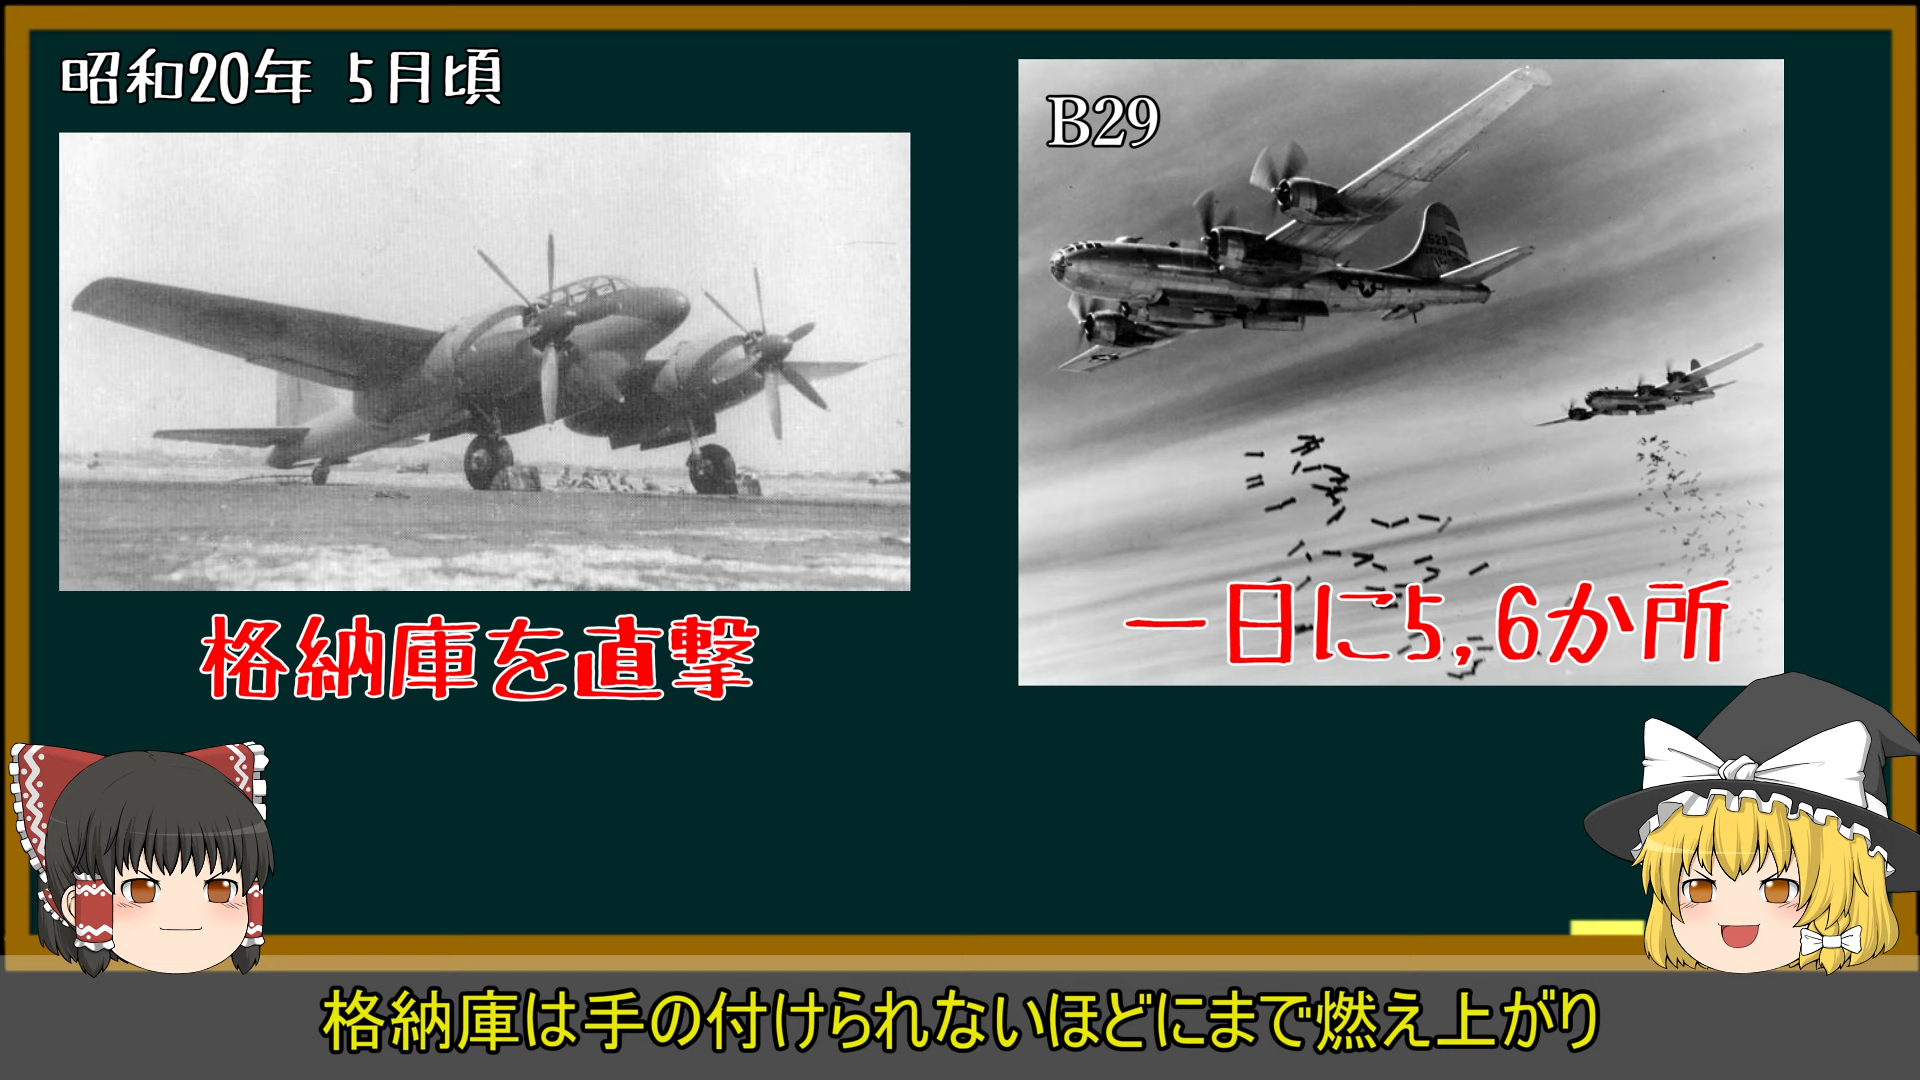 昭和20年 5月頃
B29
格納庫を直撃
一日に5,6か所
格納庫は手の付けられないほどにまで燃え上がり